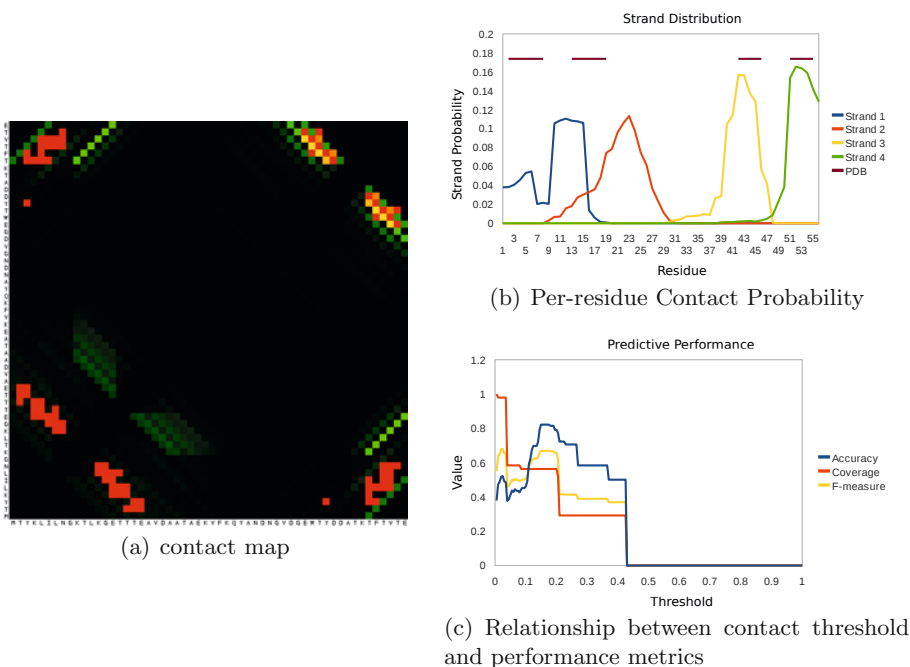 (a) contact map
Strand Distribution
Strand Probability
0.2
0.18
0.16
0.14
0.12
0.1
0.08
0.06
0.04
0.02
0
3 7 11 15 19 23 27 31 35 39 43 47 51 55
1 5 9 13 17 21 25 29 33 37 41 45 49 53
Residue
Strand 1
Strand 2
Strand 3
Strand 4
PDB
(b) Per-residue Contact Probability
Predictive Performance
Value
1.2
1
0.8
0.6
0.4
0.2
0
0 0.1 0.2 0.3 0.4 0.5 0.6 0.7 0.8 0.9 1
Threshold
Accuracy
Coverage
F-measure
(c) Relationship between contact threshold
and performance metrics